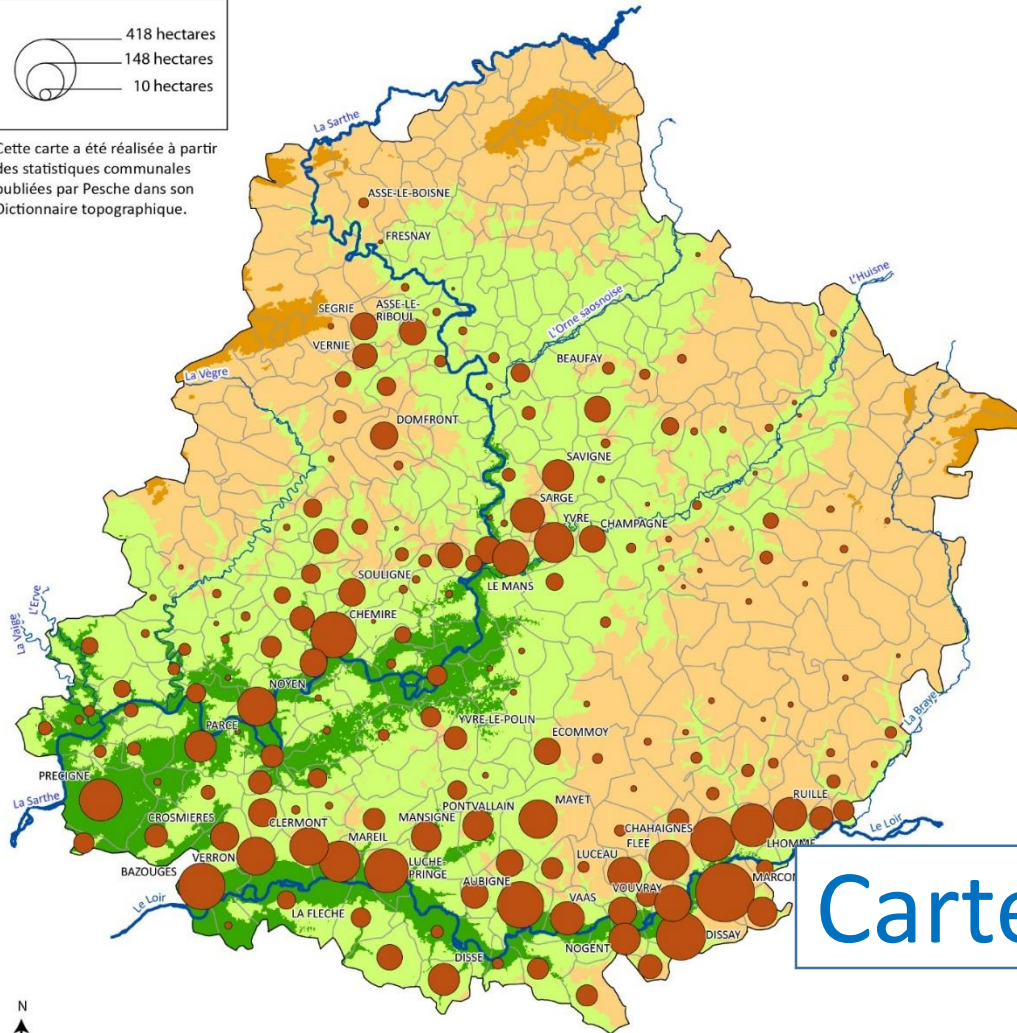 418 hectares
148 hectares
10 hectares
Cette carte a été réalisée à partir
des statistiques communales
publiées par Pesche dans son
Dictionnaire topographique.
La Sarthe
ASSE-LE-BOISNE
FRESNAY
L'Huisne
SEGRIE
ASSE-LE-
RIBOUL
L'Orne saosnoise
VERNIE
BEAUFAY
La Vègre
DOMFRONT
SAVIGNE
SARGE
YVRE
CHAMPAGNE
LE MANS
SOULIGNE
L'Erve
La Vaige
CHEMIRE
NOYEN
La Braye
PARCE
YVRE-LE-POLIN
ECOMMOY
PRECIGNE
La Sarthe
CROSMIERES
CLERMONT
MANSIGNE
PONTVALLAIN
MAYET
RUILLE
CHAHAIGNES
FLEE
LHOMME
Le Loir
VERRON
MAREIL
LUCHE-
PRINGE
LUCEAU
BAZOUGES
AUBIGNE
VAAS
VOUVRAY
MARCON
Le Loir
LA FLECHE
NOGENT
DISSAY
DISSE
Carte
N